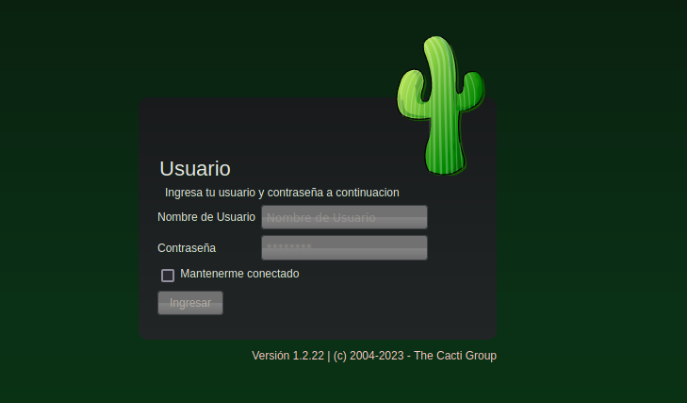 Usuario
Ingresa tu usuario y contraseña a continuacion
Nombre de Usuario Nombre de Usuario
Contraseña ********
Mantenerme conectado
Ingresar
Versión 1.2.22 | (c) 2004-2023 - The Cacti Group